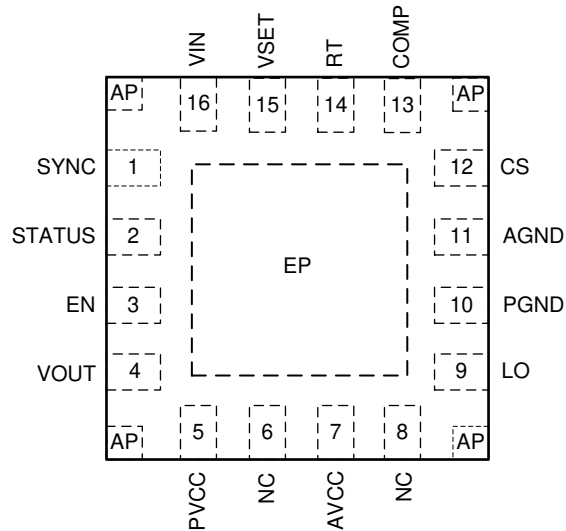 VIN
VSET
RT
COMP
AP
16
15
14
13
AP
SYNC
1
12
CS
STATUS
2
11
AGND
EP
EN
3
10
PGND
VOUT
4
9
LO
AP
5
6
7
8
AP
PVCC
NC
AVCC
NC